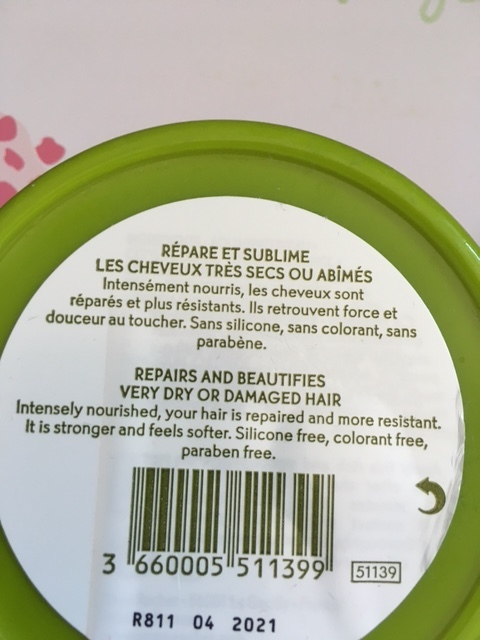 RÉPARE ET SUBLIME
LES CHEVEUX TRÈS SECS OU ABÎMÉS
Intensément nourris, les cheveux sont
réparés et plus résistants. Ils retrouvent force et
douceur au toucher. Sans silicone, sans colorant, sans
parabène.
REPAIRS AND BEAUTIFIES
VERY DRY OR DAMAGED HAIR
Intensely nourished, your hair is repaired and more resistant.
It is stronger and feels softer. Silicone free, colorant free,
paraben free.
3 660005 511399
51139
R811 04 2021